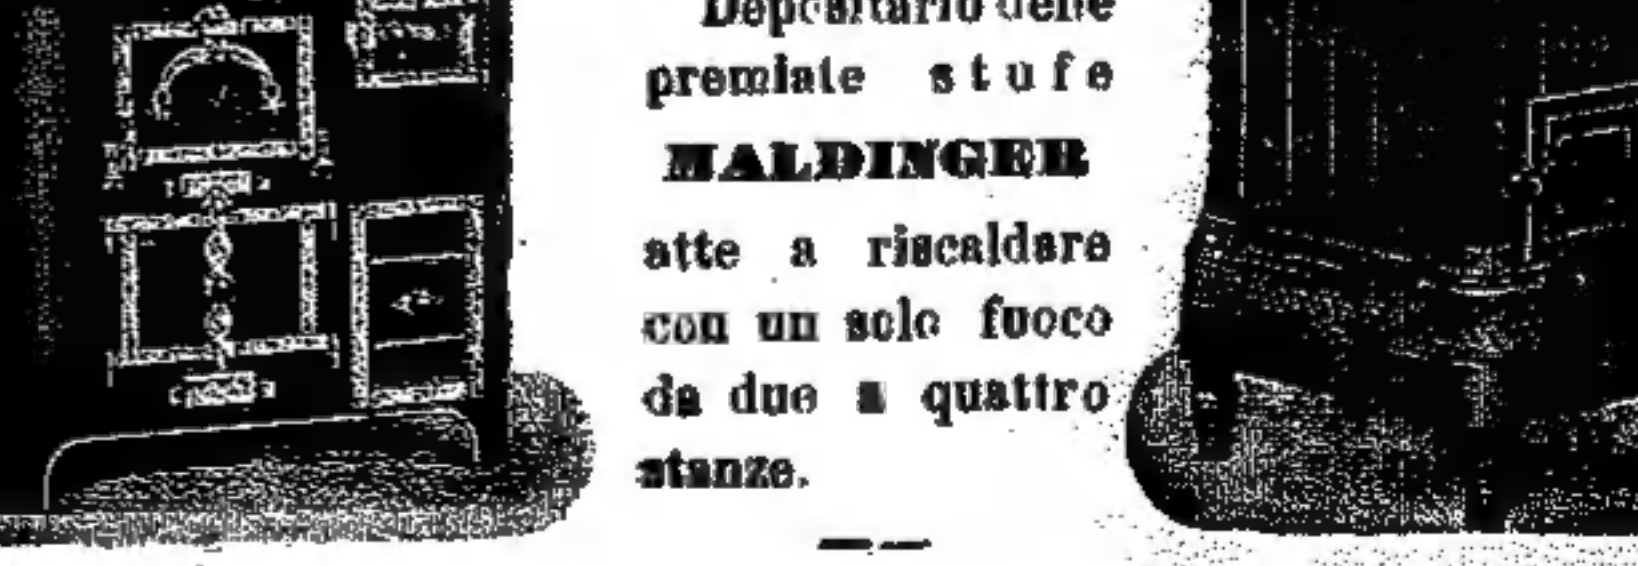 Depositario delle
premiate stufe
MALDINGER
atte a riscaldare
con un solo fuoco
da due a quattro
stanze.